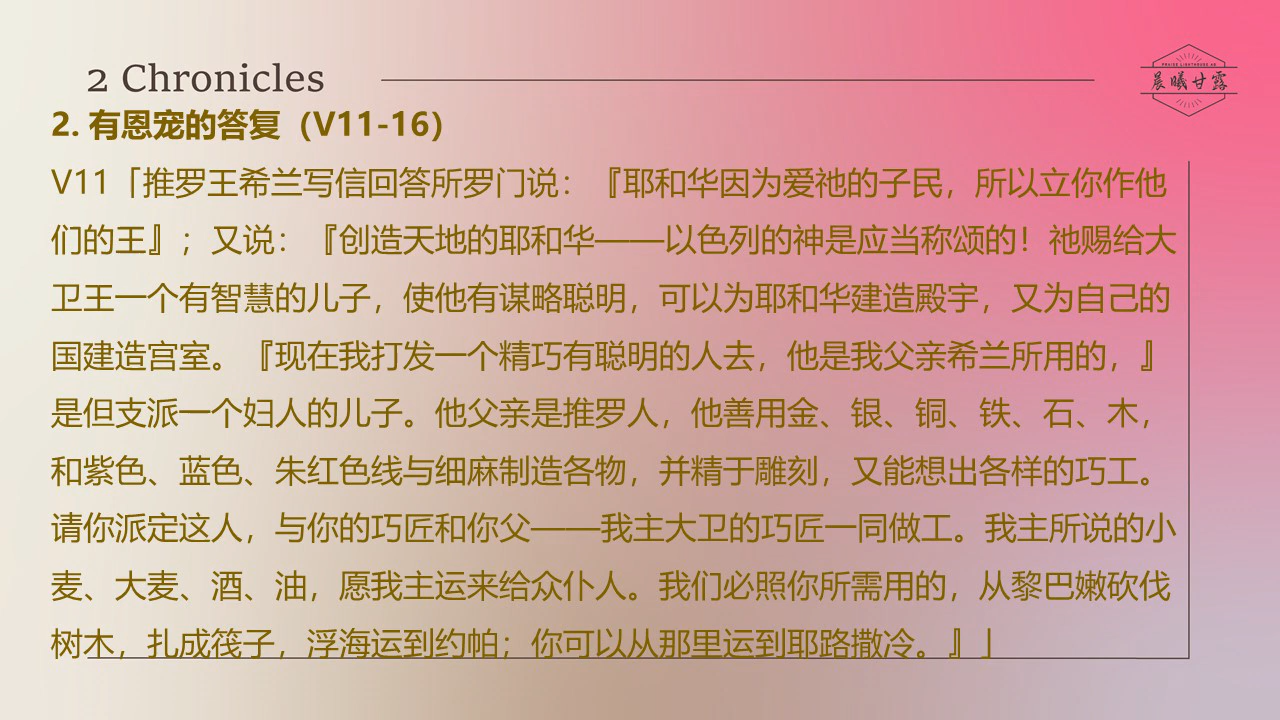 2 Chronicles
PRAISE LIGHTHOUSE HK
晨曦甘露
2. 有恩宠的答复（V11-16）
V11「推罗王希兰写信回答所罗门说：『耶和华因为爱祂的子民，所以立你作他
们的王』；又说：『创造天地的耶和华——以色列的神是应当称颂的！祂赐给大
卫王一个有智慧的儿子，使他有谋略聪明，可以为耶和华建造殿宇，又为自己的
国建造宫室。『现在我打发一个精巧有聪明的人去，他是我父亲希兰所用的，』
是但支派一个妇人的儿子。他父亲是推罗人，他善用金、银、铜、铁、石、木，
和紫色、蓝色、朱红色线与细麻制造各物，并精于雕刻，又能想出各样的巧工。
请你派定这人，与你的巧匠和你父——我主大卫的巧匠一同做工。我主所说的小
麦、大麦、酒、油，愿我主运来给众仆人。我们必照你所需用的，从黎巴嫩砍伐
树木，扎成筏子，浮海运到约帕；你可以从那里运到耶路撒冷。』」